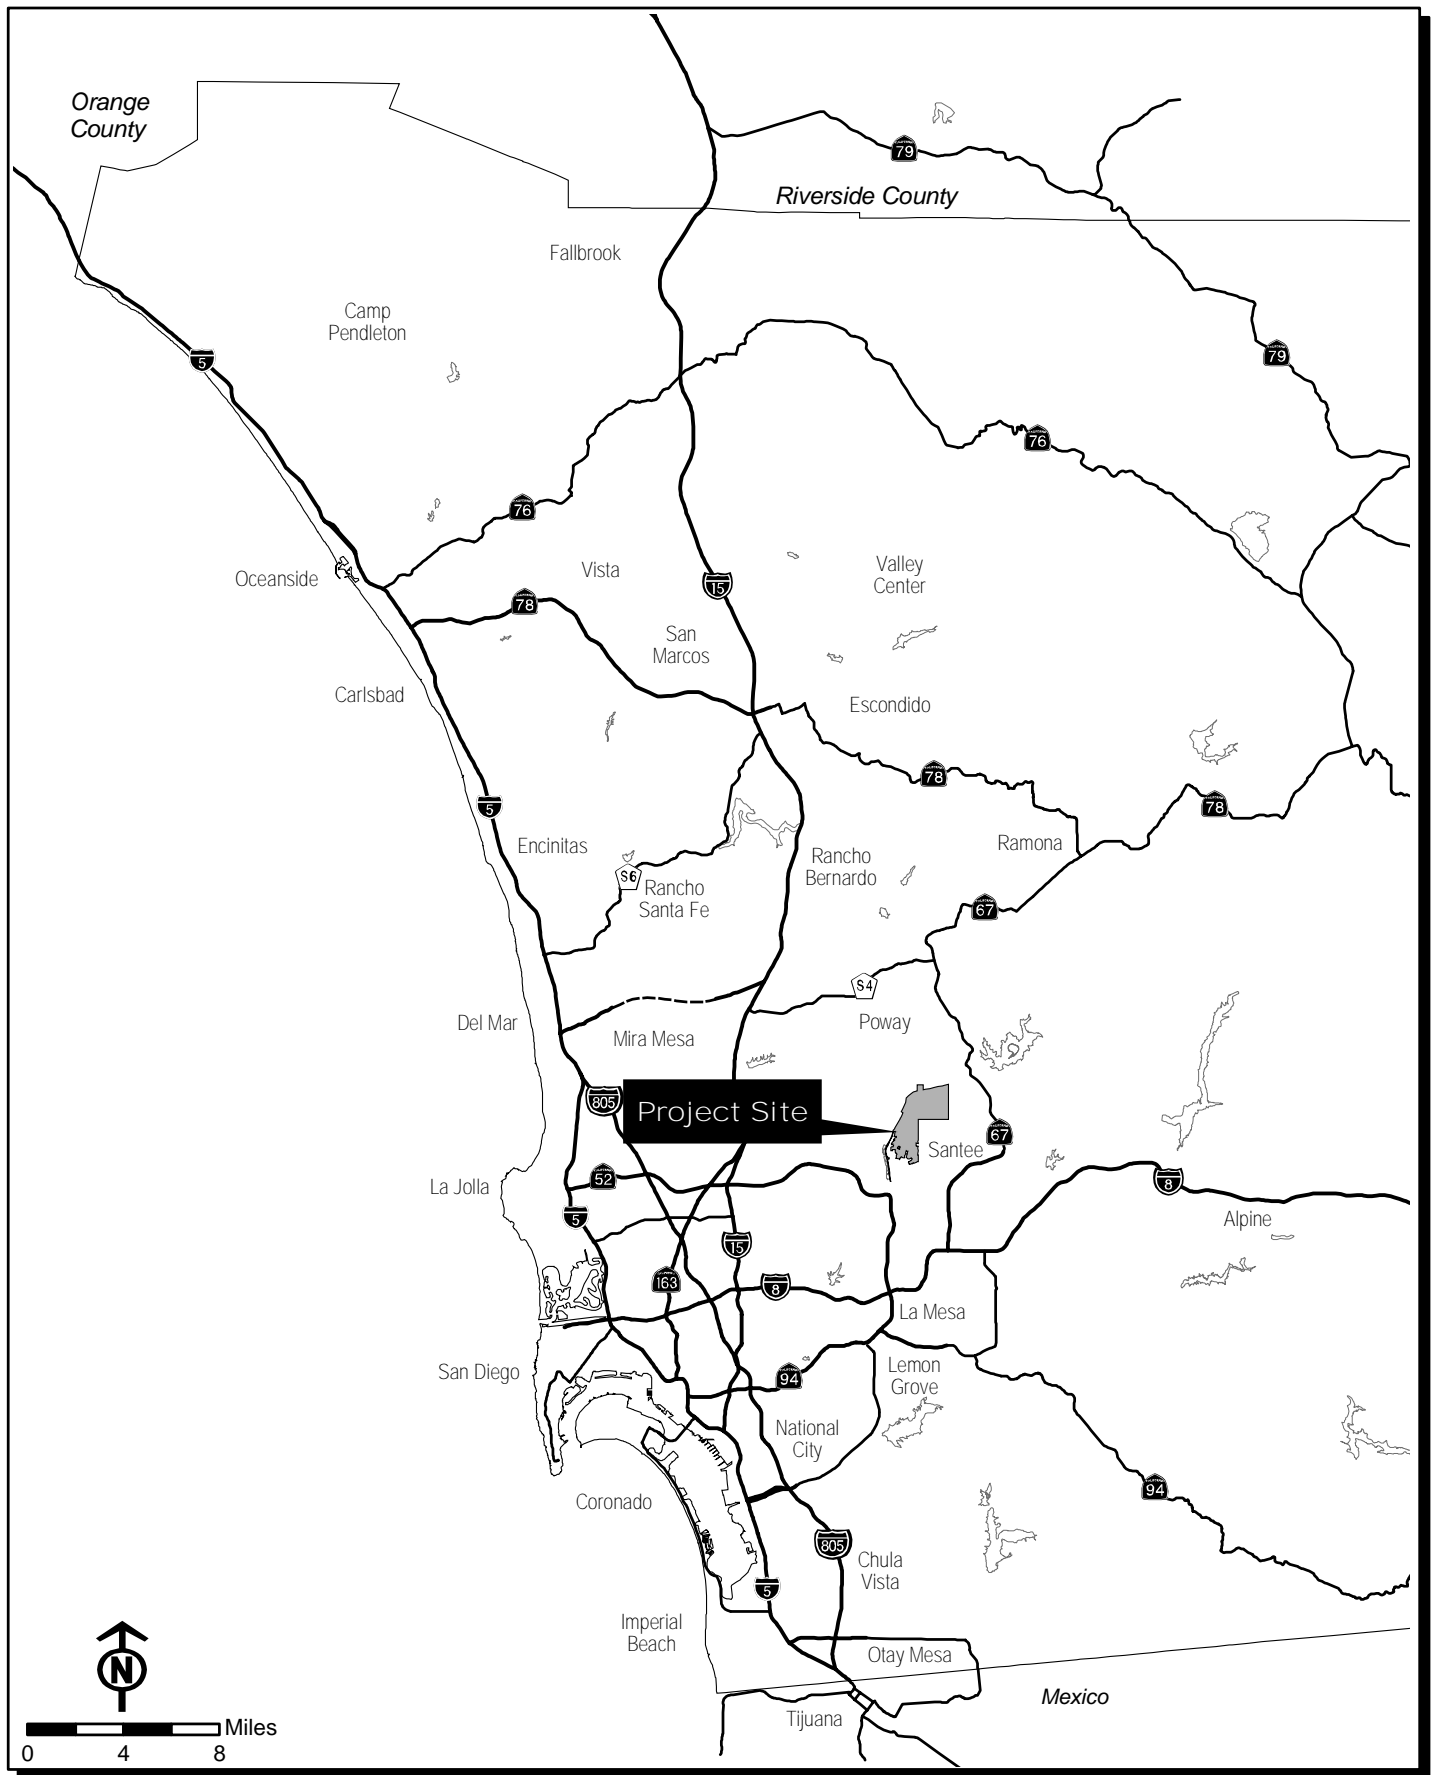 Orange
County
79
Riverside County
Fallbrook
Camp
Pendleton
5
79
76
76
Oceanside
Vista
15
Valley
Center
78
San
Marcos
Carlsbad
Escondido
78
78
5
Encinitas
Ramona
Rancho
Bernardo
S6
Rancho
Santa Fe
67
S4
Del Mar
Mira Mesa
Poway
805
Project Site
67
Santee
52
La Jolla
8
5
Alpine
15
163
8
La Mesa
San Diego
94
Lemon
Grove
National
City
Coronado
94
805
Chula
Vista
5
Imperial
Beach
Otay Mesa
N
Mexico
Tijuana
Miles
0 4 8